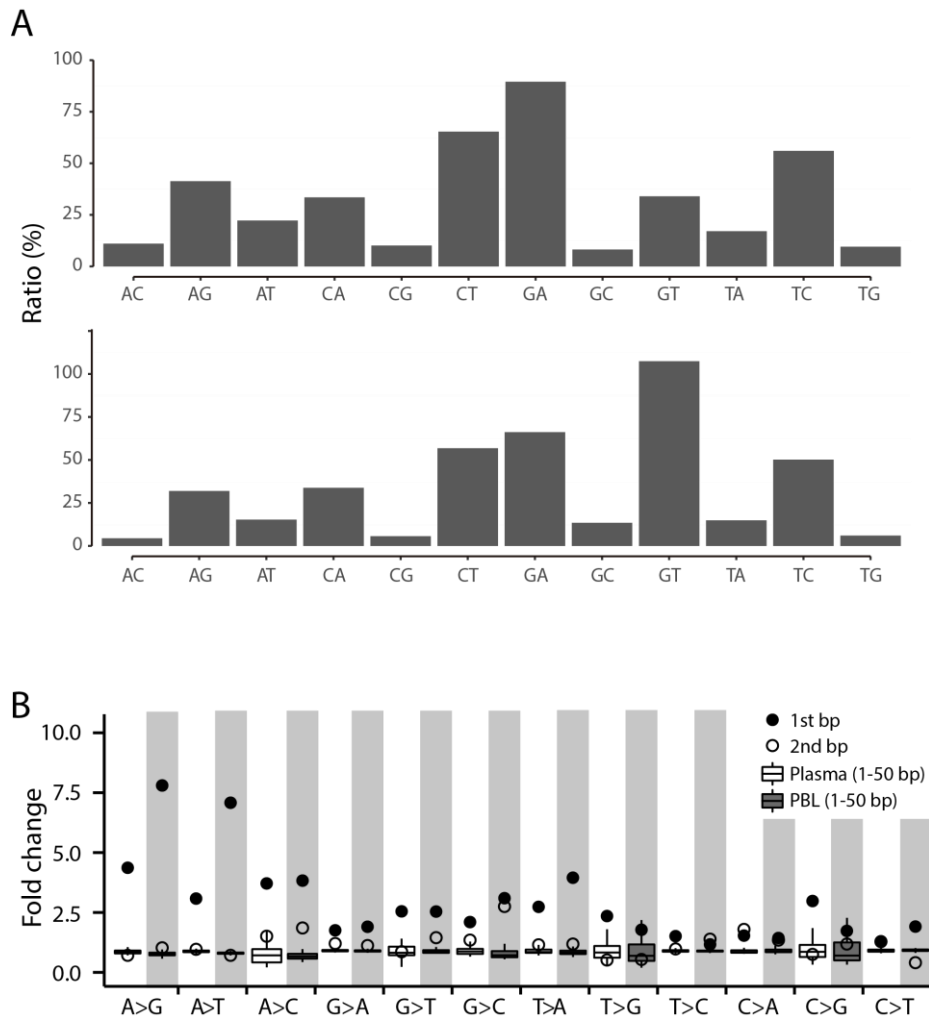 A
100
75
50
25
0
AC AG AT CA CG CT GA GC GT TA TC TG
Ratio (%)
100
75
50
25
0
AC AG AT CA CG CT GA GC GT TA TC TG
B
10.0
7.5
5.0
2.5
0.0
Fold change
1st bp
2nd bp
Plasma (1-50 bp)
PBL (1-50 bp)
A>G A>T A>C G>A G>T G>C T>A T>G T>C C>A C>G C>T